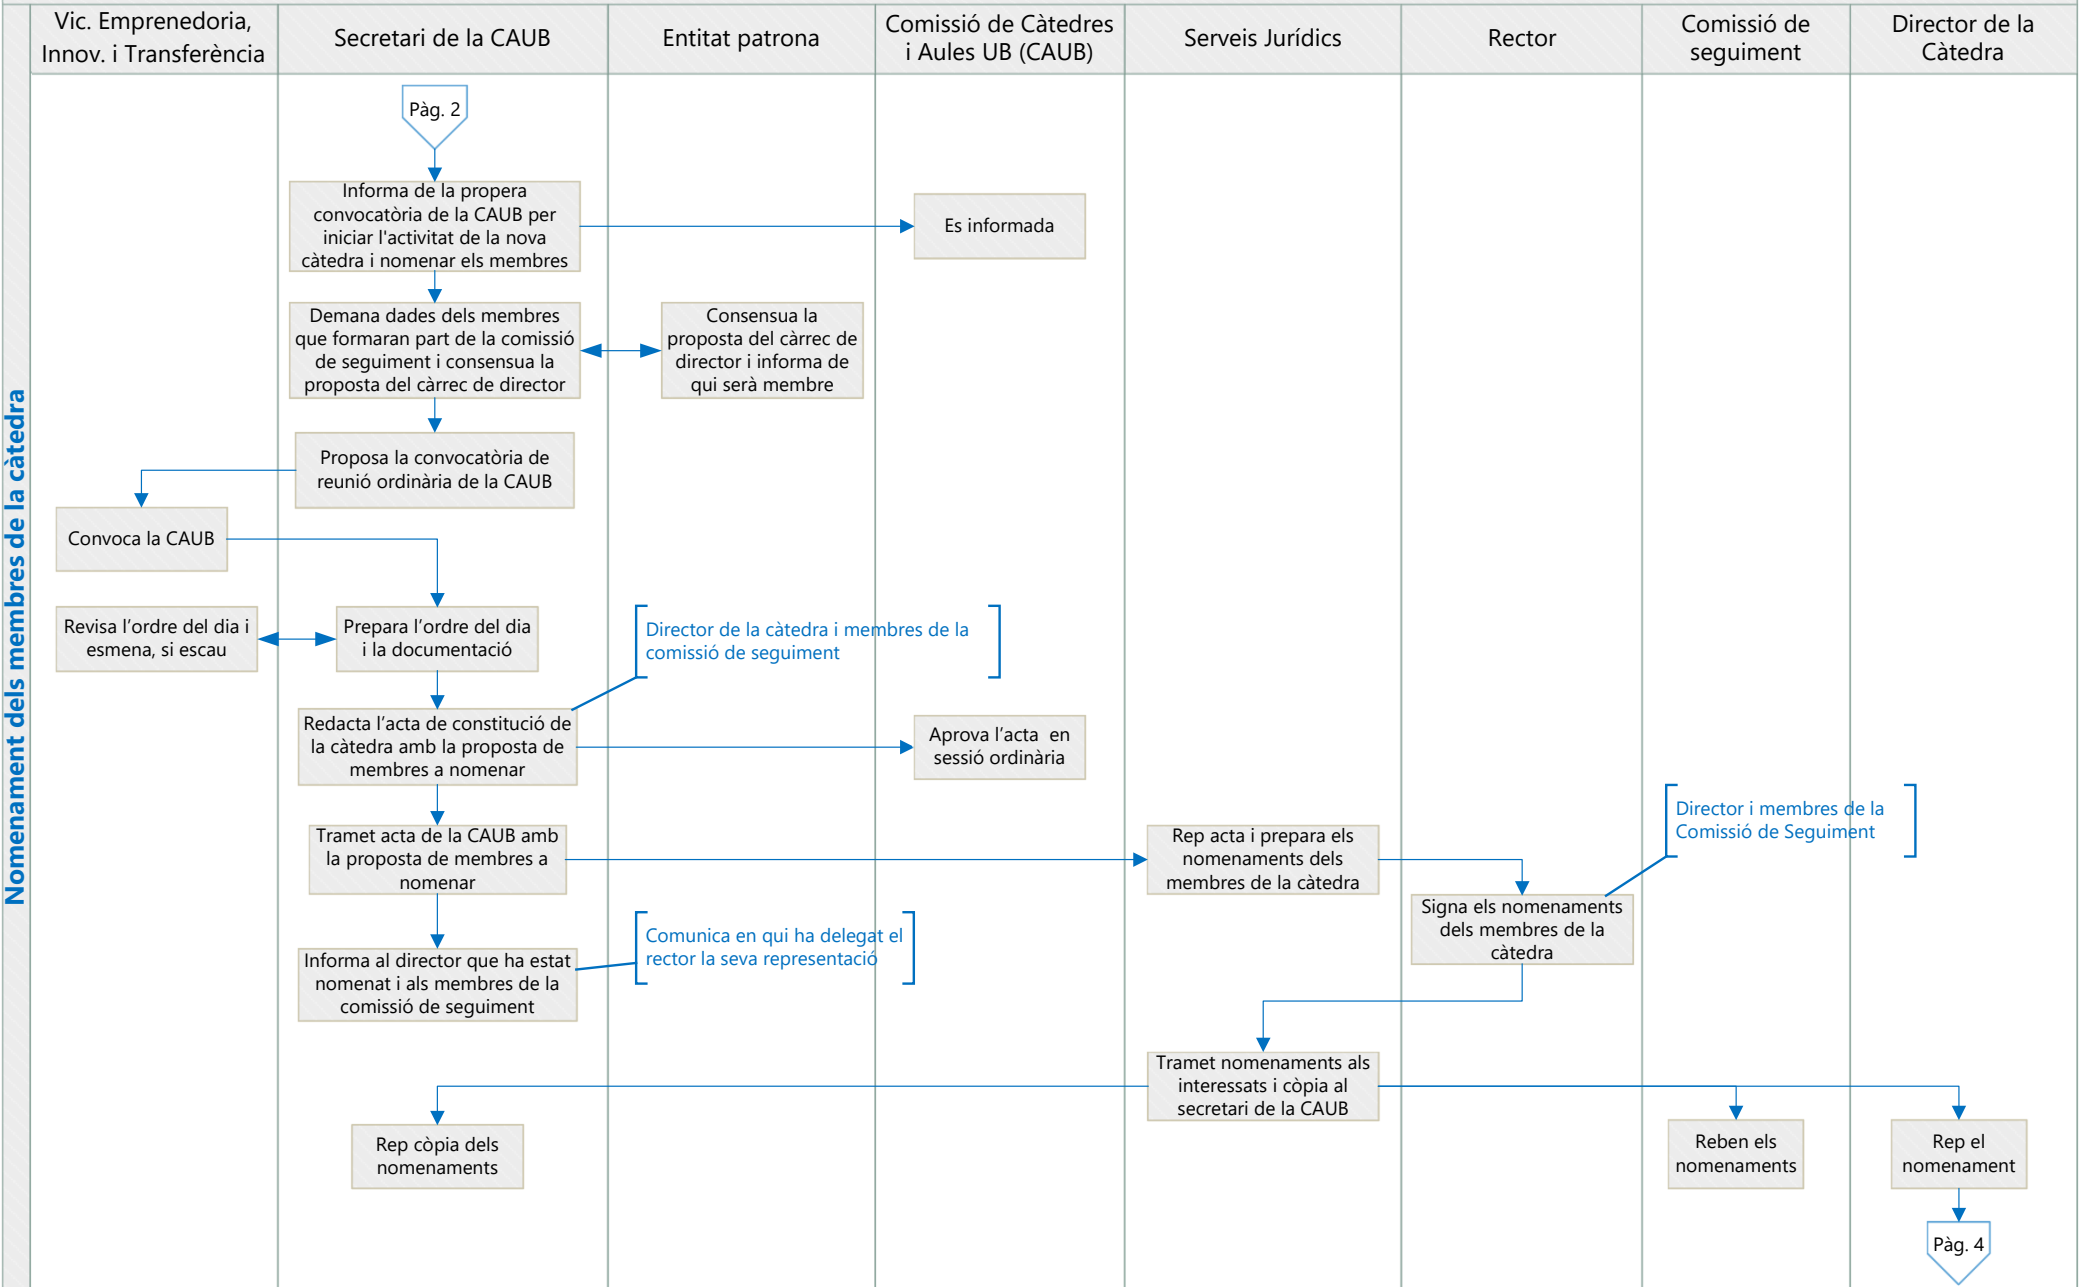 Vic. Emprenedoria,
Innov. i Transferència
Secretari de la CAUB
Entitat patrona
Comissió de Càtedres
i Aules UB (CAUB)
Serveis Jurídics
Rector
Comissió de
seguiment
Director de la
Càtedra
Nomenament dels membres de la càtedra
Pàg. 2
Informa de la propera
convocatòria de la CAUB per
iniciar l'activitat de la nova
càtedra i nomenar els membres
Es informada
Demana dades dels membres
que formaran part de la comissió
de seguiment i consensua la
proposta del càrrec de director
Consensua la
proposta del càrrec de
director i informa de
qui serà membre
Proposa la convocatòria de
reunió ordinària de la CAUB
Convoca la CAUB
Revisa l’ordre del dia i
esmena, si escau
Prepara l’ordre del dia
i la documentació
Director de la càtedra i membres de la
comissió de seguiment
Redacta l’acta de constitució de
la càtedra amb la proposta de
membres a nomenar
Aprova l’acta en
sessió ordinària
Tramet acta de la CAUB amb
la proposta de membres a
nomenar
Rep acta i prepara els
nomenaments dels
membres de la càtedra
Director i membres de la
Comissió de Seguiment
Signa els nomenaments
dels membres de la
càtedra
Informa al director que ha estat
nomenat i als membres de la
comissió de seguiment
Comunica en qui ha delegat el
rector la seva representació
Tramet nomenaments als
interessats i còpia al
secretari de la CAUB
Rep còpia dels
nomenaments
Reben els
nomenaments
Rep el
nomenament
Pàg. 4